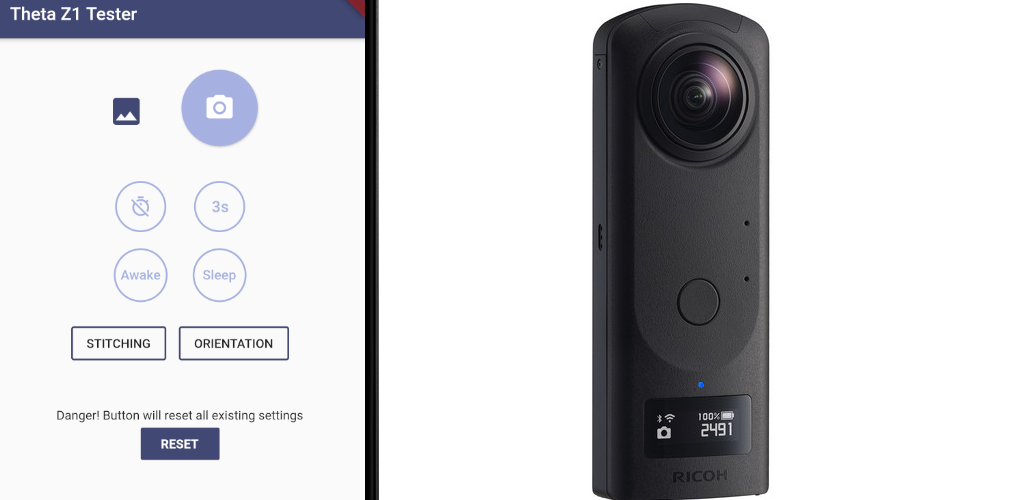 Theta Z1 Tester
3s
Awake
Sleep
STITCHING
ORIENTATION
Danger! Button will reset all existing settings
RESET
100%
2491
RICOH